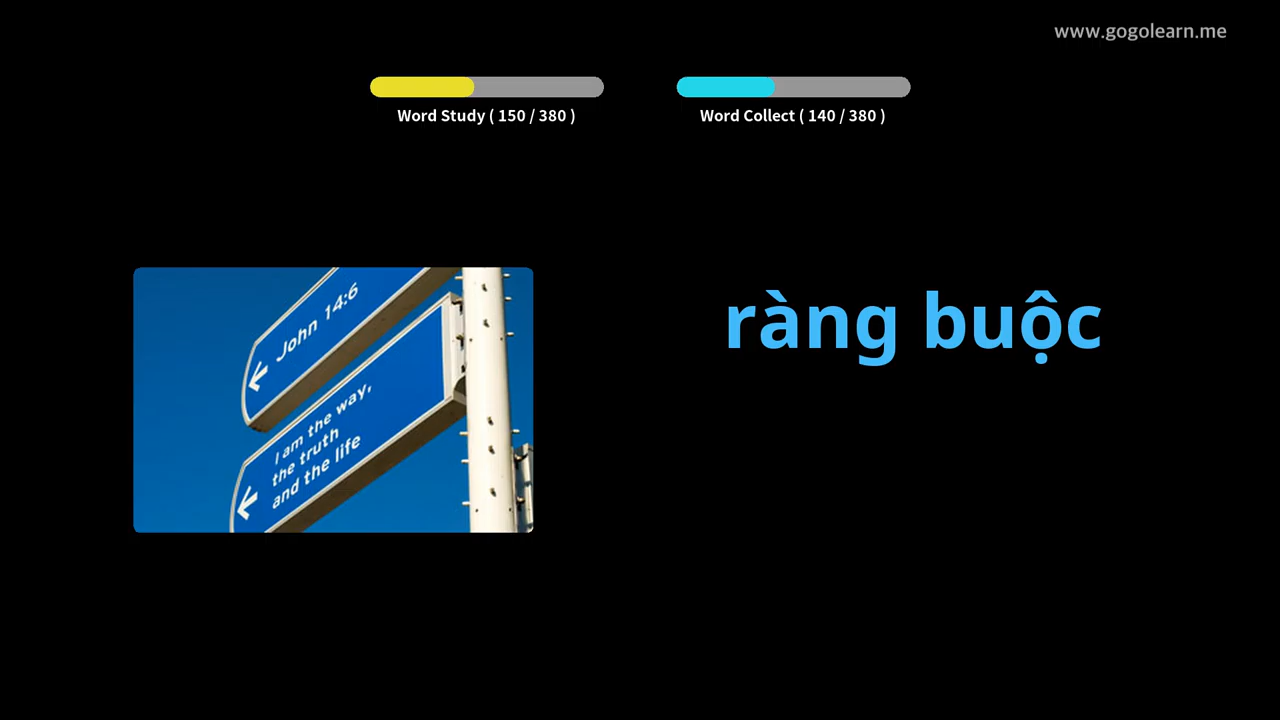 www.gogolearn.me
Word Study ( 150 / 380 )
Word Collect ( 140 / 380 )
John 14:6
I am the way,
the truth
and the life
ràng buộc